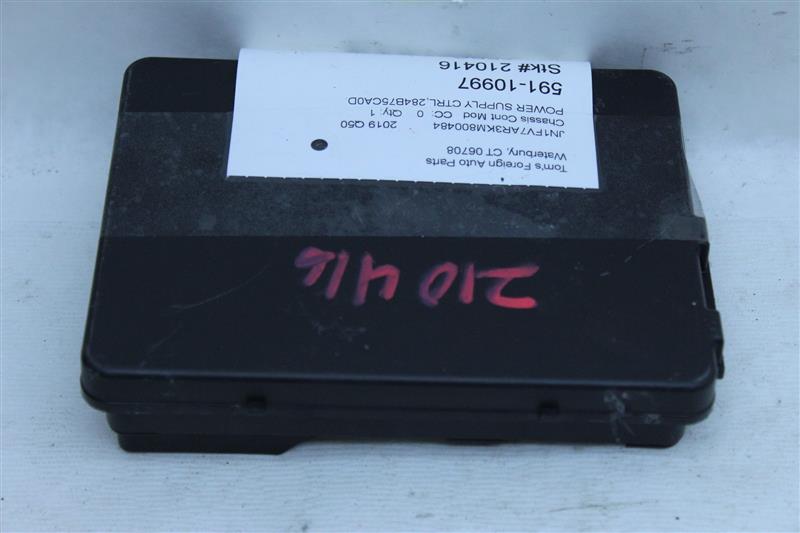 Tom's Foreign Auto Parts
Waterbury, CT 06708
JN1FV7AR3KM800484 2019 Q50
Chassis Cont Mod CC: 0 Qty: 1
POWER SUPPLY CTRL,284B75CA0D
591-10997
Stk# 210416
210416